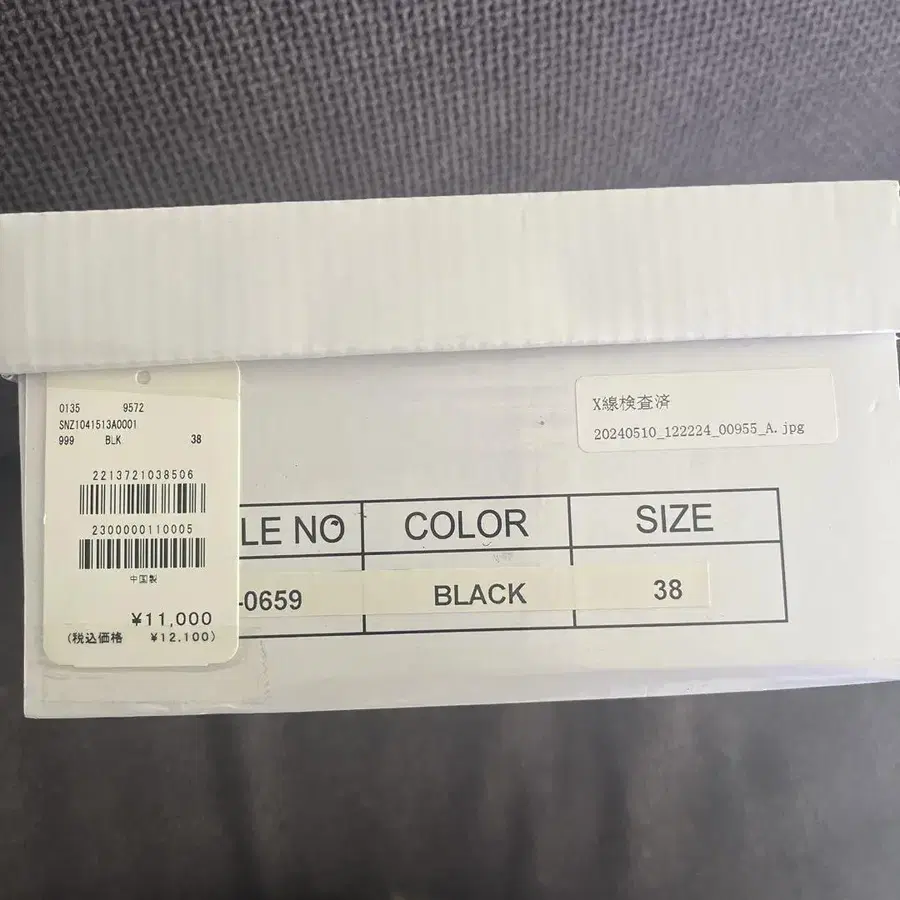 0135 9572
SNZ1041513A0001
999 BLK 38
2213721038506
2300000110005
中国製
¥11,000
(税込価格 ¥12,100)
X線検査済
20240510_122224_00955_A.jpg
LE NO COLOR SIZE
-0659 BLACK 38